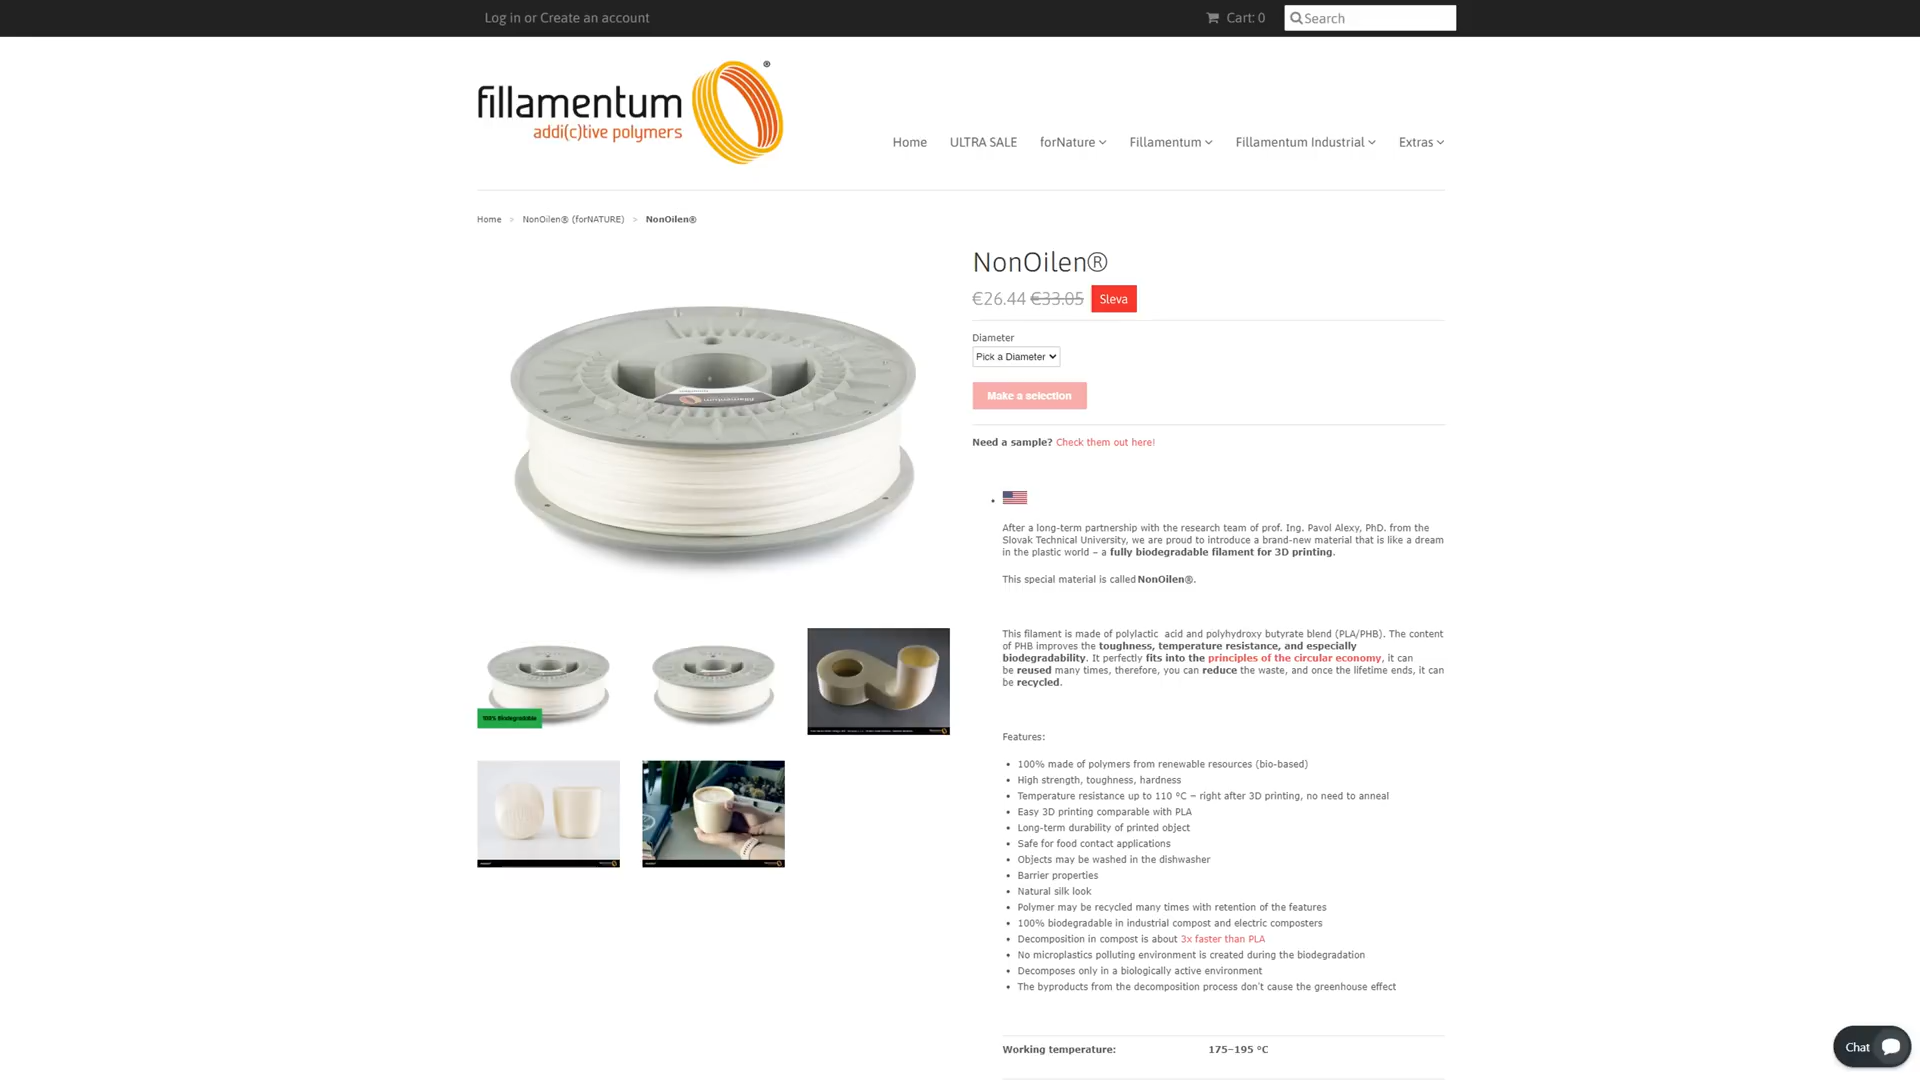 Log in or Create an account
Cart: 0
Search
fillamentum
addi(c)tive polymers
®
Home
ULTRA SALE
forNature
Fillamentum
Fillamentum Industrial
Extras
Home > NonOilen® (forNATURE) > NonOilen®
NonOilen®
€26.44 €33.05 Sleva
Diameter
Pick a Diameter
Make a selection
Need a sample? Check them out here!
After a long-term partnership with the research team of prof. Ing. Pavol Alexy, PhD. from the
Slovak Technical University, we are proud to introduce a brand-new material that is like a dream
in the plastic world – a fully biodegradable filament for 3D printing.
This special material is called NonOilen®.
100% Biodegradable
This filament is made of polylactic acid and polyhydroxy butyrate blend (PLA/PHB). The content
of PHB improves the toughness, temperature resistance, and especially
biodegradability. It perfectly fits into the principles of the circular economy, it can
be reused many times, therefore, you can reduce the waste, and once the lifetime ends, it can
be recycled.
Features:
• 100% made of polymers from renewable resources (bio-based)
• High strength, toughness, hardness
• Temperature resistance up to 110 °C – right after 3D printing, no need to anneal
• Easy 3D printing comparable with PLA
• Long-term durability of printed object
• Safe for food contact applications
• Objects may be washed in the dishwasher
• Barrier properties
• Natural silk look
• Polymer may be recycled many times with retention of the features
• 100% biodegradable in industrial compost and electric composters
• Decomposition in compost is about 3x faster than PLA
• No microplastics polluting environment is created during the biodegradation
• Decomposes only in a biologically active environment
• The byproducts from the decomposition process don't cause the greenhouse effect
Working temperature: 175–195 °C
Chat